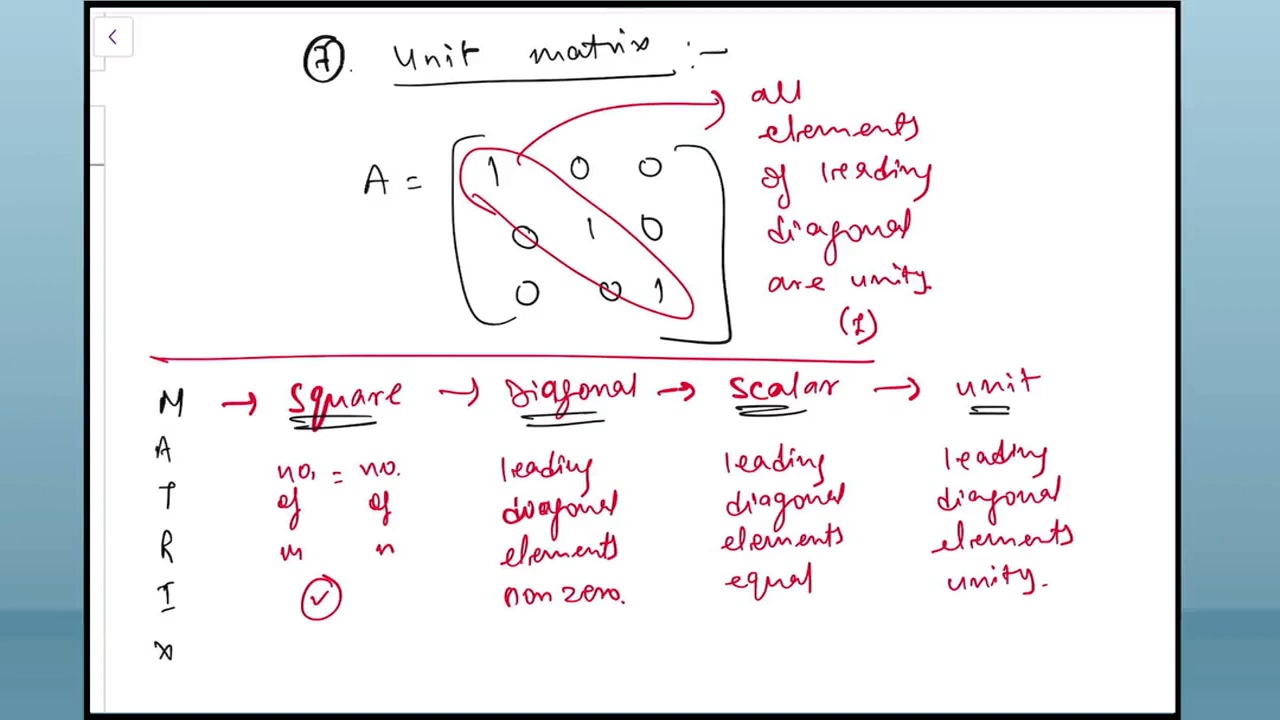 7. Unit matrix :-
all
elements
of leading
diagonal
are unity.
(1)
A = [ 1 0 0
0 1 0
0 0 1 ]
M → Square → Diagonal → Scalar → unit
A
T
R
I
X
no. = no.
of of
m n
✓
leading
diagonal
elements
non zero.
leading
diagonal
elements
equal
leading
diagonal
elements
unity.